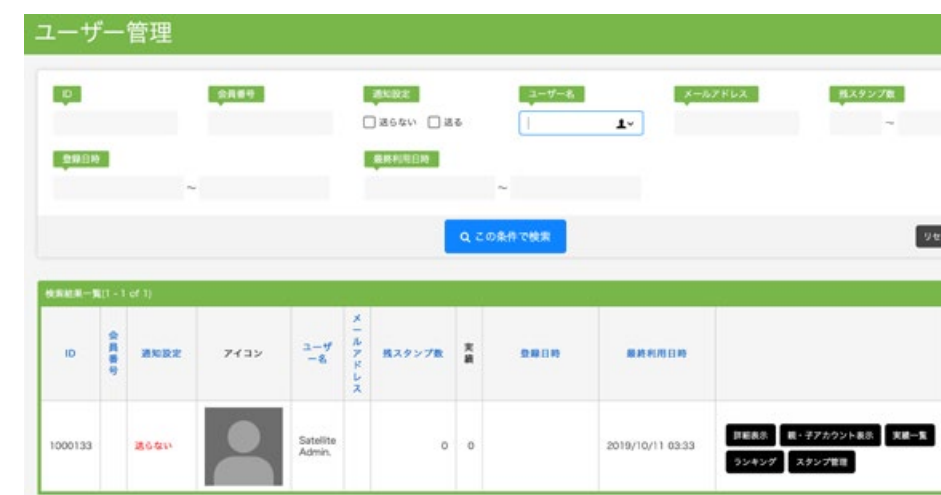 ユーザー管理
ID 会員番号 通知設定 ユーザー名 メールアドレス 残スタンプ数
送らない 送る
~
登録日時 最終利用日時
~ ~
この条件で検索
リセ
検索結果一覧(1 - 1 of 1)
ID 会員番号 通知設定 アイコン ユーザー名 メールアドレス 残スタンプ数 実績 登録日時 最終利用日時
1000133 送らない Satellite Admin. 0 0 2019/10/11 03:33
詳細表示 親・子アカウント表示 実績一覧
ランキング スタンプ管理